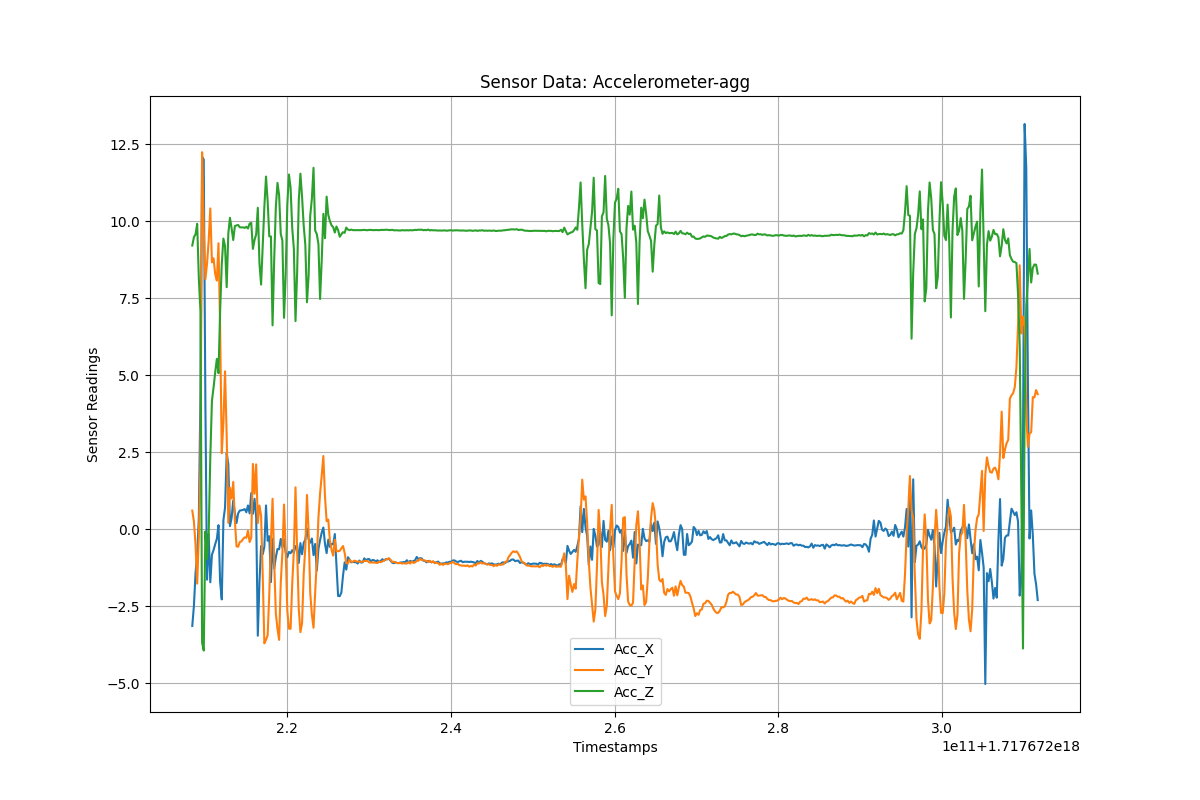 Sensor Data: Accelerometer-agg
12.5
10.0
7.5
5.0
2.5
0.0
−2.5
−5.0
Sensor Readings
Acc_X
Acc_Y
Acc_Z
2.2 2.4 2.6 2.8 3.0
Timestamps
1e11+1.717672e18